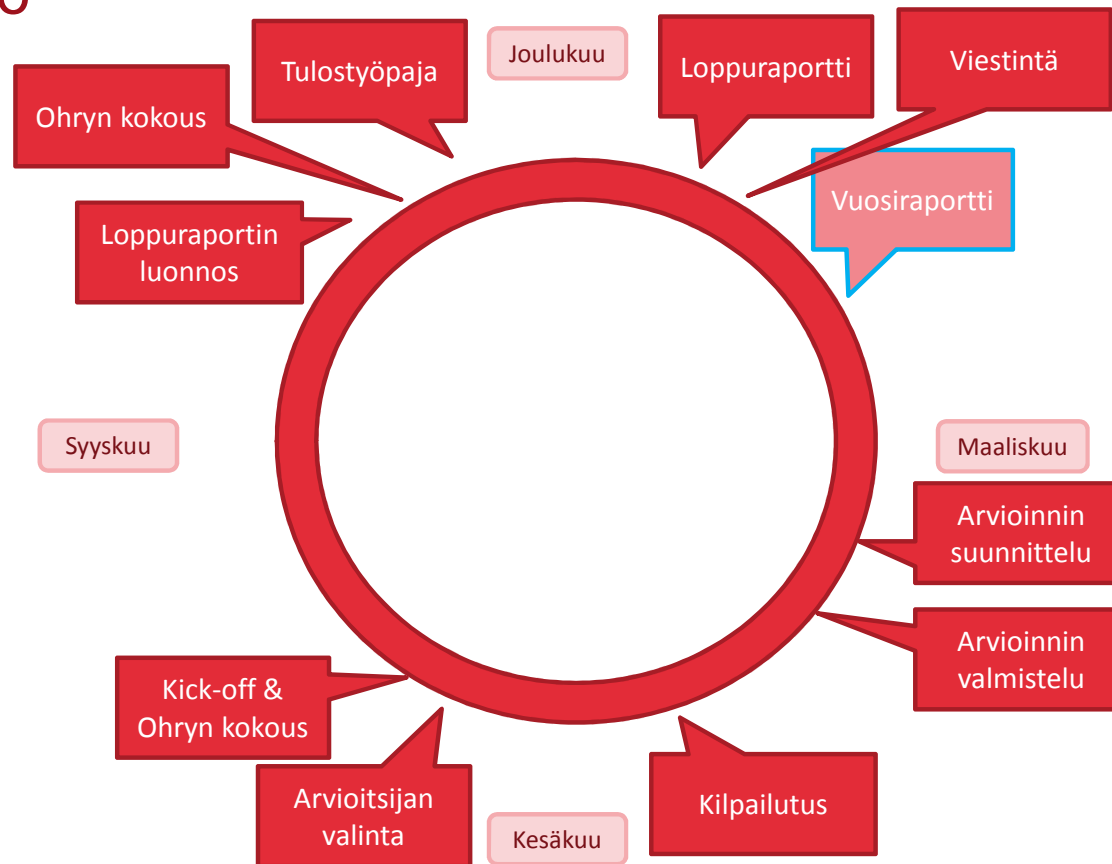 Joulukuu
Tulostyöpaja
Loppuraportti
Viestintä
Ohryn kokous
Vuosiraportti
Loppuraportin
luonnos
Syyskuu
Maaliskuu
Arvioinnin
suunnittelu
Arvioinnin
valmistelu
Kick-off &
Ohryn kokous
Kilpailutus
Arvioitsijan
valinta
Kesäkuu